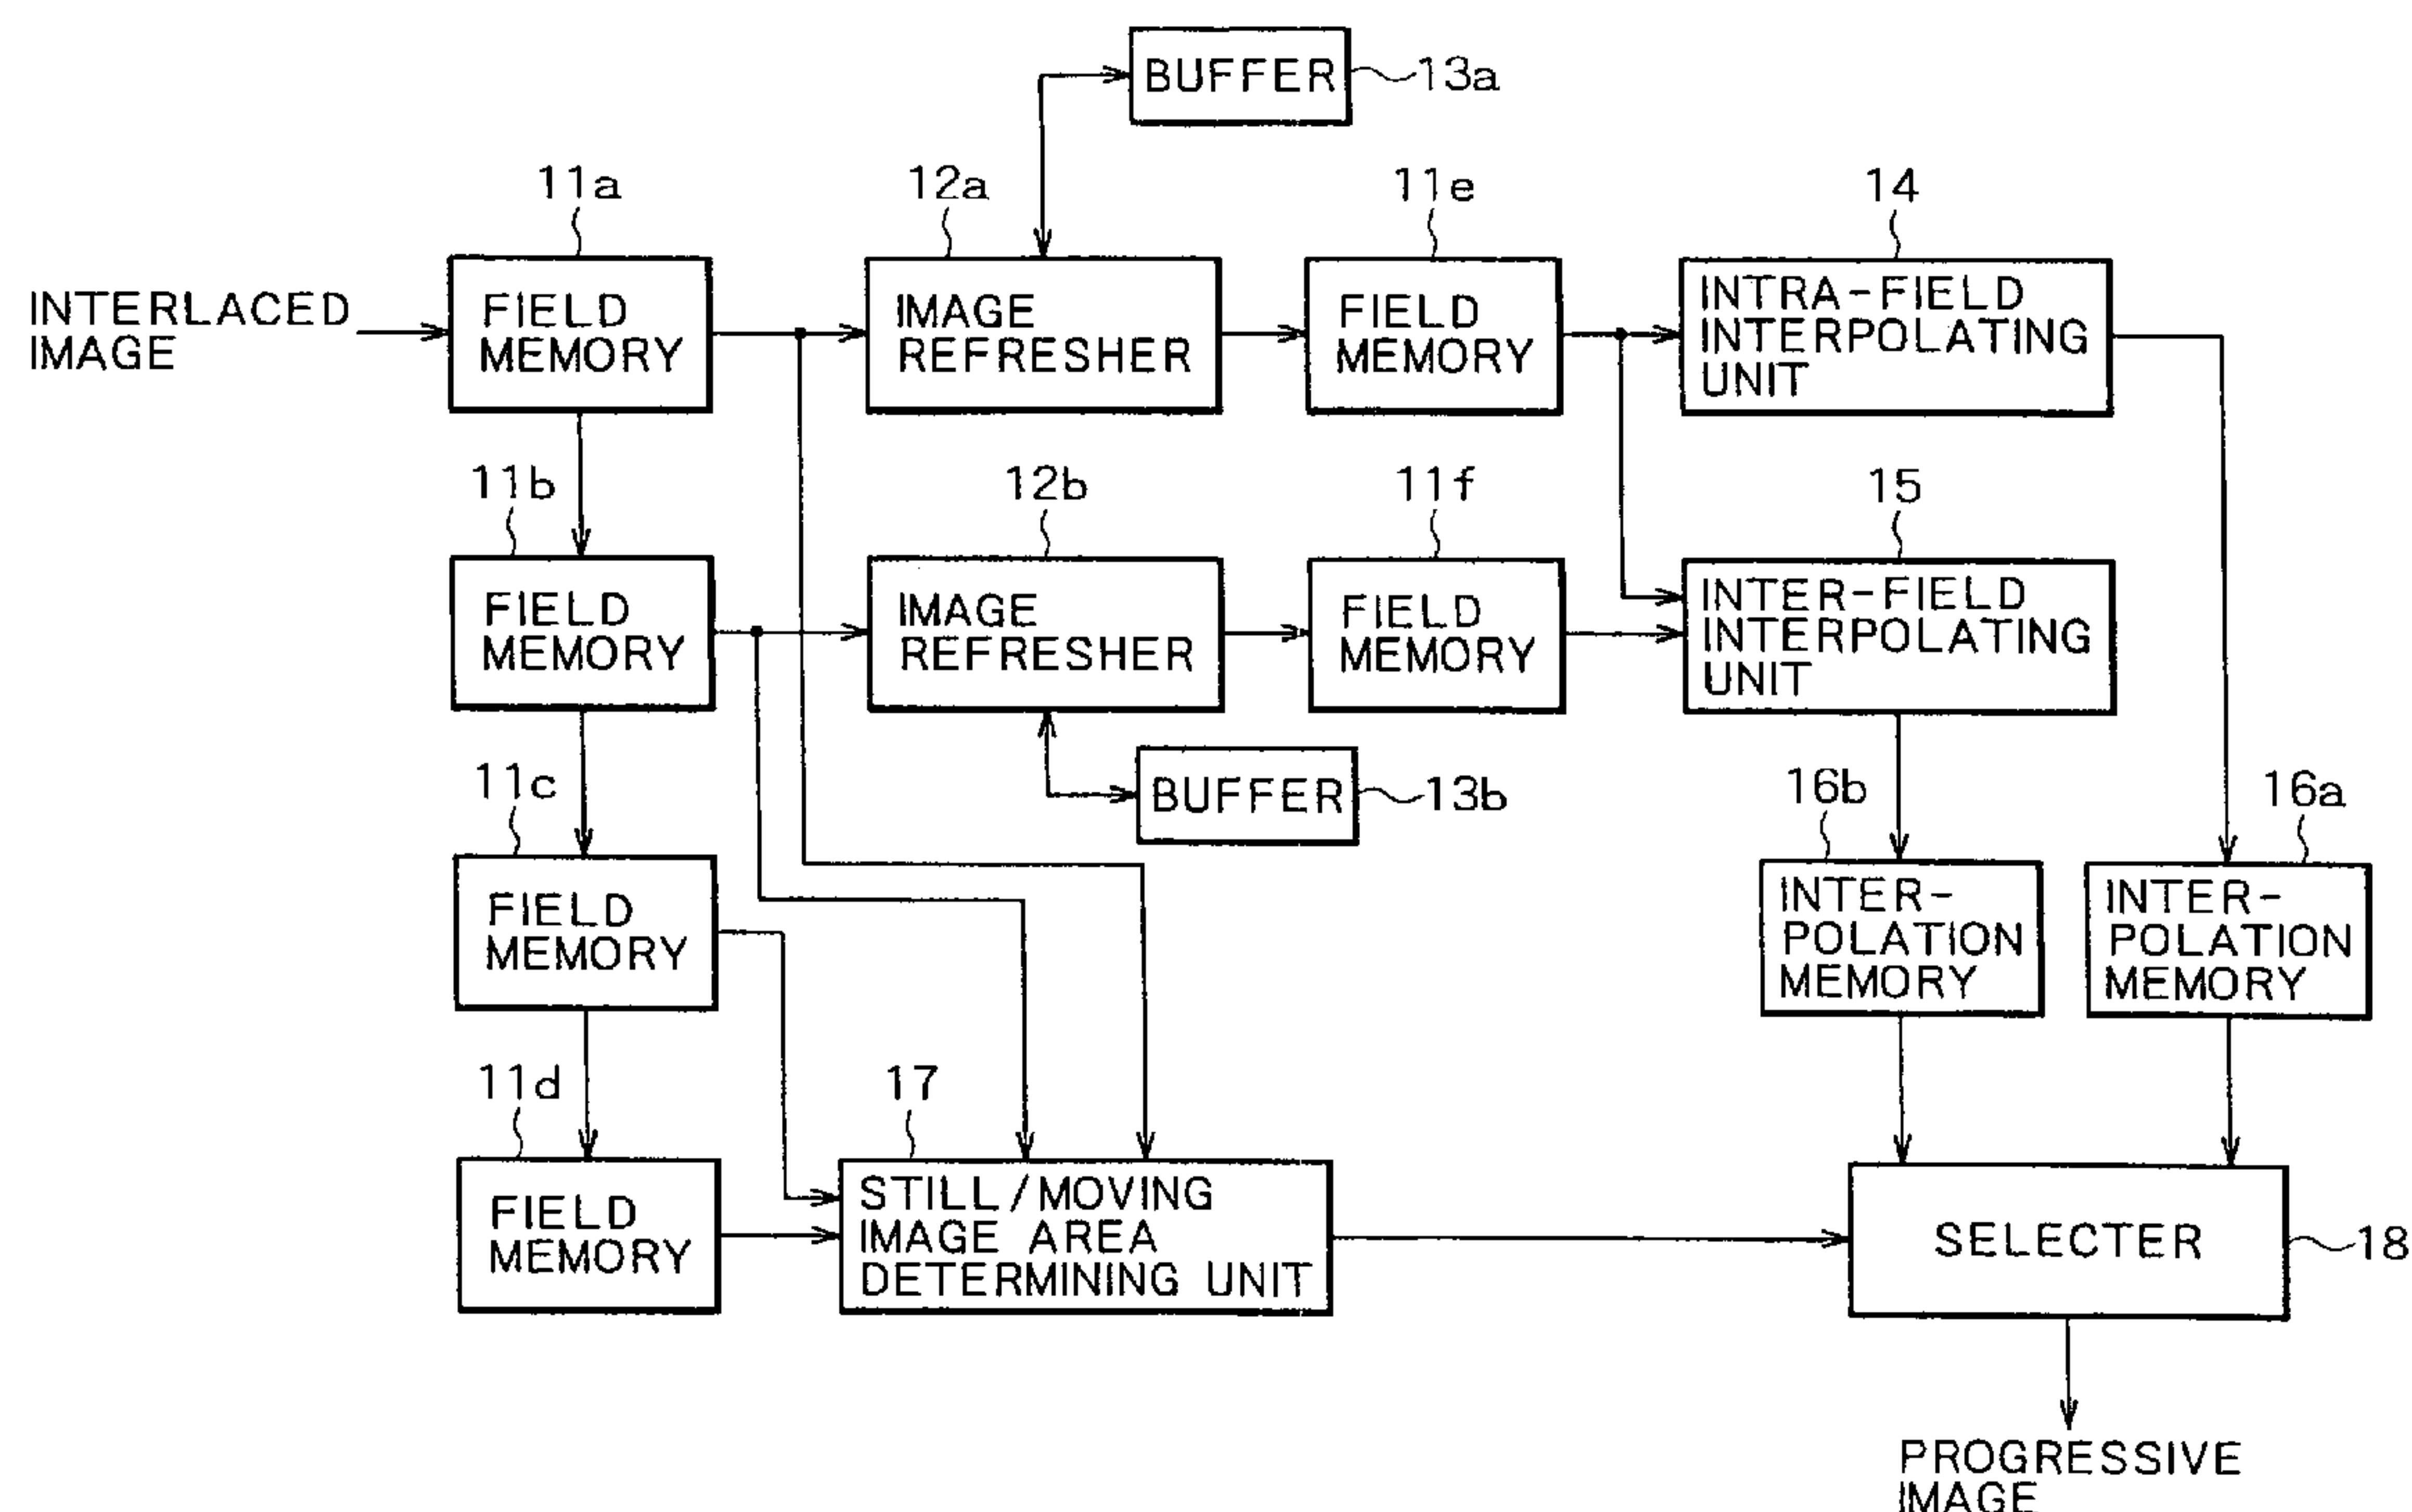 BUFFER
13a
11a
12a
11e
14
INTERLACED
IMAGE
FIELD
MEMORY
IMAGE
REFRESHER
FIELD
MEMORY
INTRA-FIELD
INTERPOLATING
UNIT
11b
12b
11f
15
FIELD
MEMORY
IMAGE
REFRESHER
FIELD
MEMORY
INTER-FIELD
INTERPOLATING
UNIT
BUFFER
13b
11c
16b
16a
FIELD
MEMORY
INTER-
POLATION
MEMORY
INTER-
POLATION
MEMORY
11d
17
FIELD
MEMORY
STILL/MOVING
IMAGE AREA
DETERMINING UNIT
SELECTER
18
PROGRESSIVE
IMAGE